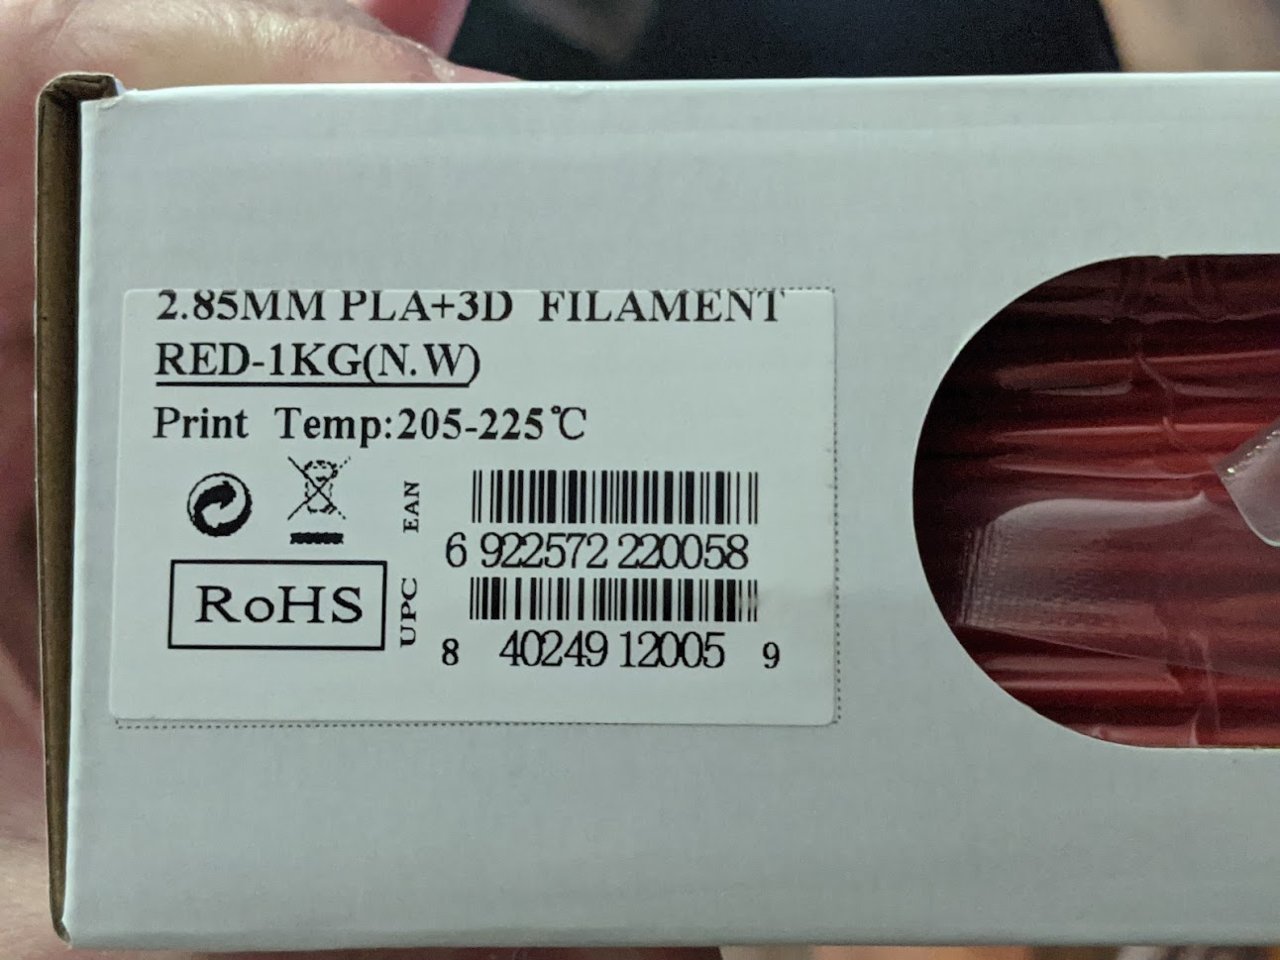 2.85MM PLA+3D FILAMENT
RED-1KG(N.W)
Print Temp:205-225℃
EAN
6 922572 220058
RoHS
UPC
8 40249 12005 9